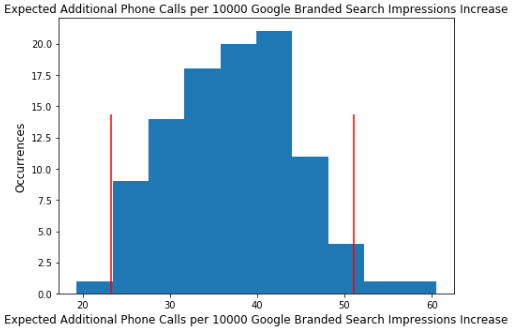 Expected Additional Phone Calls per 10000 Google Branded Search Impressions Increase
20.0
17.5
15.0
12.5
10.0
7.5
5.0
2.5
0.0
Occurrences
20 30 40 50 60
Expected Additional Phone Calls per 10000 Google Branded Search Impressions Increase